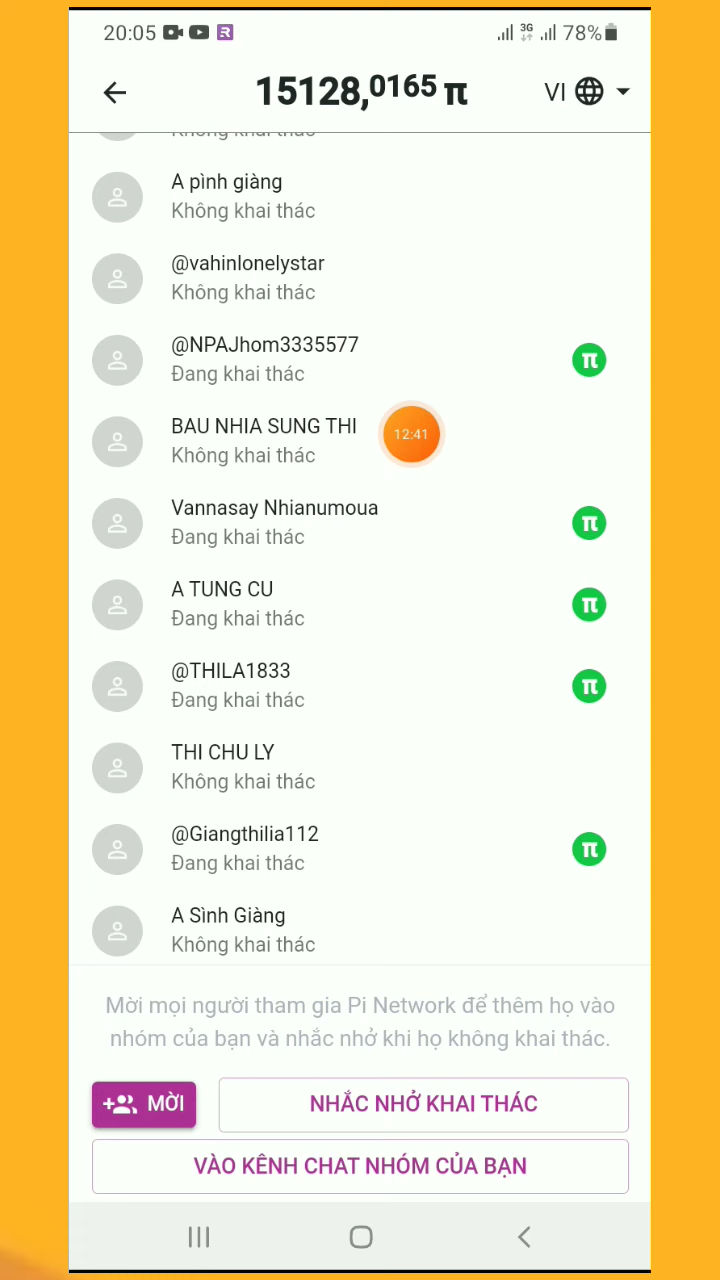 20:05 R 3G 78%
15128,0165 π VI
Không khai thác
A pình giàng
Không khai thác
@vahinlonelystar
Không khai thác
@NPAJhom3335577
Đang khai thác
π
BAU NHIA SUNG THI
Không khai thác
12:41
Vannasay Nhianumoua
Đang khai thác
π
A TUNG CU
Đang khai thác
π
@THILA1833
Đang khai thác
π
THI CHU LY
Không khai thác
@Giangthilia112
Đang khai thác
π
A Sình Giàng
Không khai thác
Mời mọi người tham gia Pi Network để thêm họ vào
nhóm của bạn và nhắc nhở khi họ không khai thác.
MỜI
NHẮC NHỞ KHAI THÁC
VÀO KÊNH CHAT NHÓM CỦA BẠN